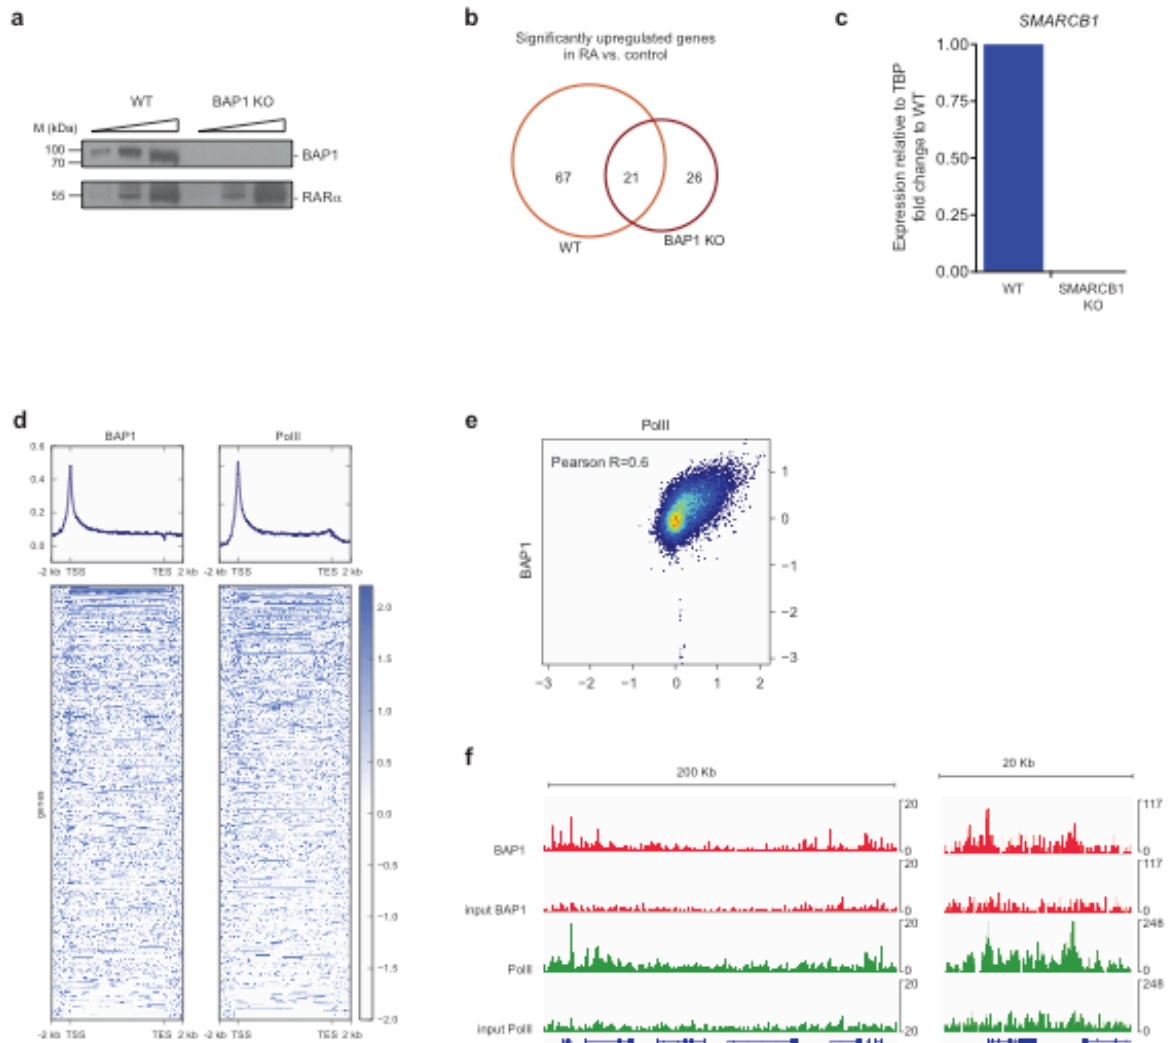 a
WT BAP1 KO
M (kDa)
100
70
BAP1
55
RARα
b
Significantly upregulated genes
in RA vs. control
67 21 26
WT
BAP1 KO
c
SMARCB1
Expression relative to TBP
fold change to WT
1.00
0.75
0.50
0.25
0.00
WT SMARCB1
KO
d
BAP1 PolII
0.6
0.4
0.2
0.0
-2 kb TSS TES 2 kb -2 kb TSS TES 2 kb
genes
2.0
1.5
1.0
0.5
0.0
−0.5
−1.0
−1.5
−2.0
-2 kb TSS TES 2 kb -2 kb TSS TES 2 kb
e
PolII
Pearson R=0.6
BAP1
1
0
−1
−2
−3
−3 −2 −1 0 1 2
f
200 Kb 20 Kb
BAP1
20
0
117
0
input BAP1
20
0
117
0
PolII
20
0
248
0
input PolII
20
20
248
0